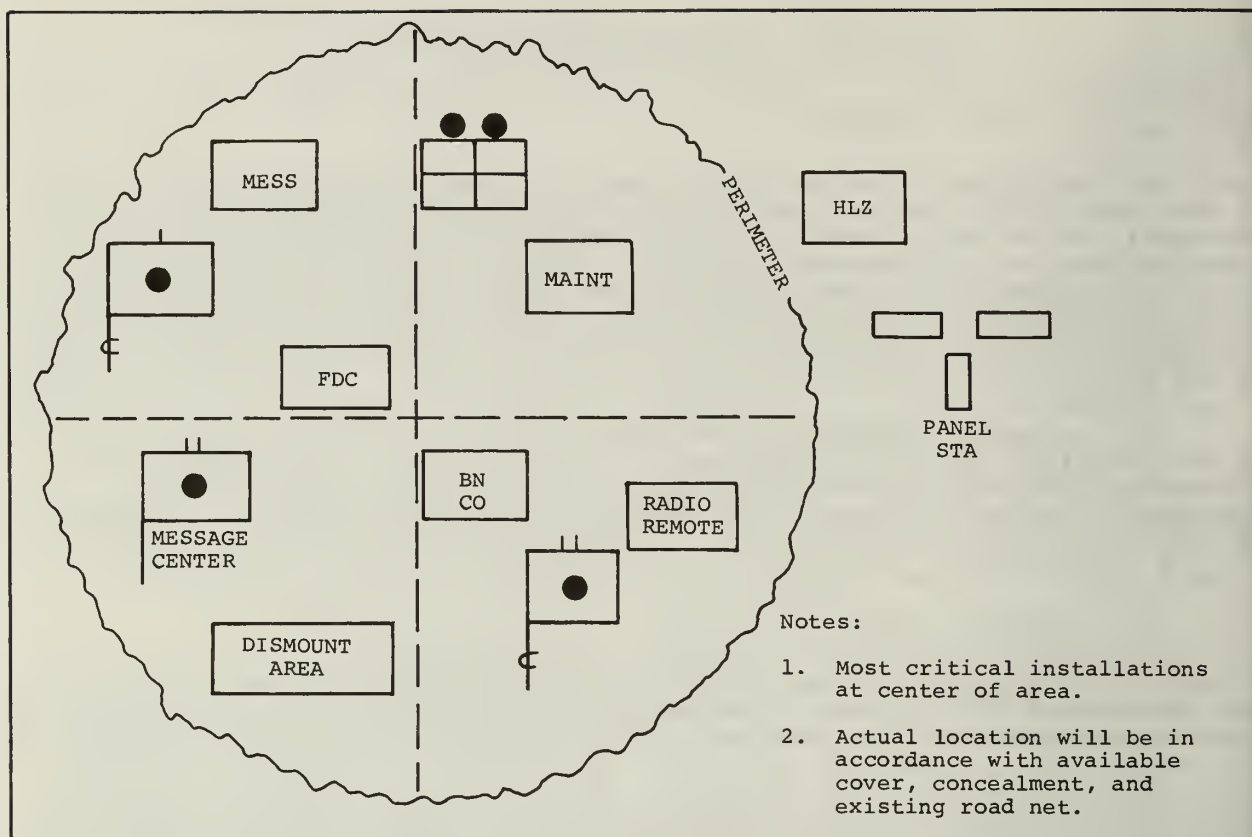 MESS
HLZ
PERIMETER
MAINT
FDC
PANEL
STA
BN
CO
RADIO
REMOTE
MESSAGE
CENTER
DISMOUNT
AREA
Notes:
1. Most critical installations
at center of area.
2. Actual location will be in
accordance with available
cover, concealment, and
existing road net.